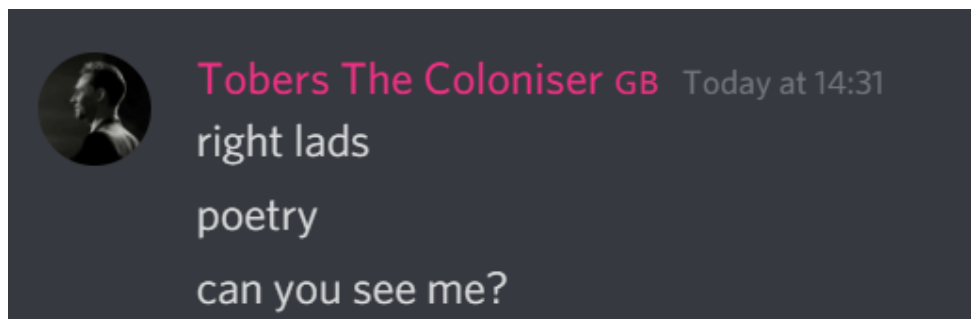 Tobers The Coloniser GB Today at 14:31
right lads
poetry
can you see me?